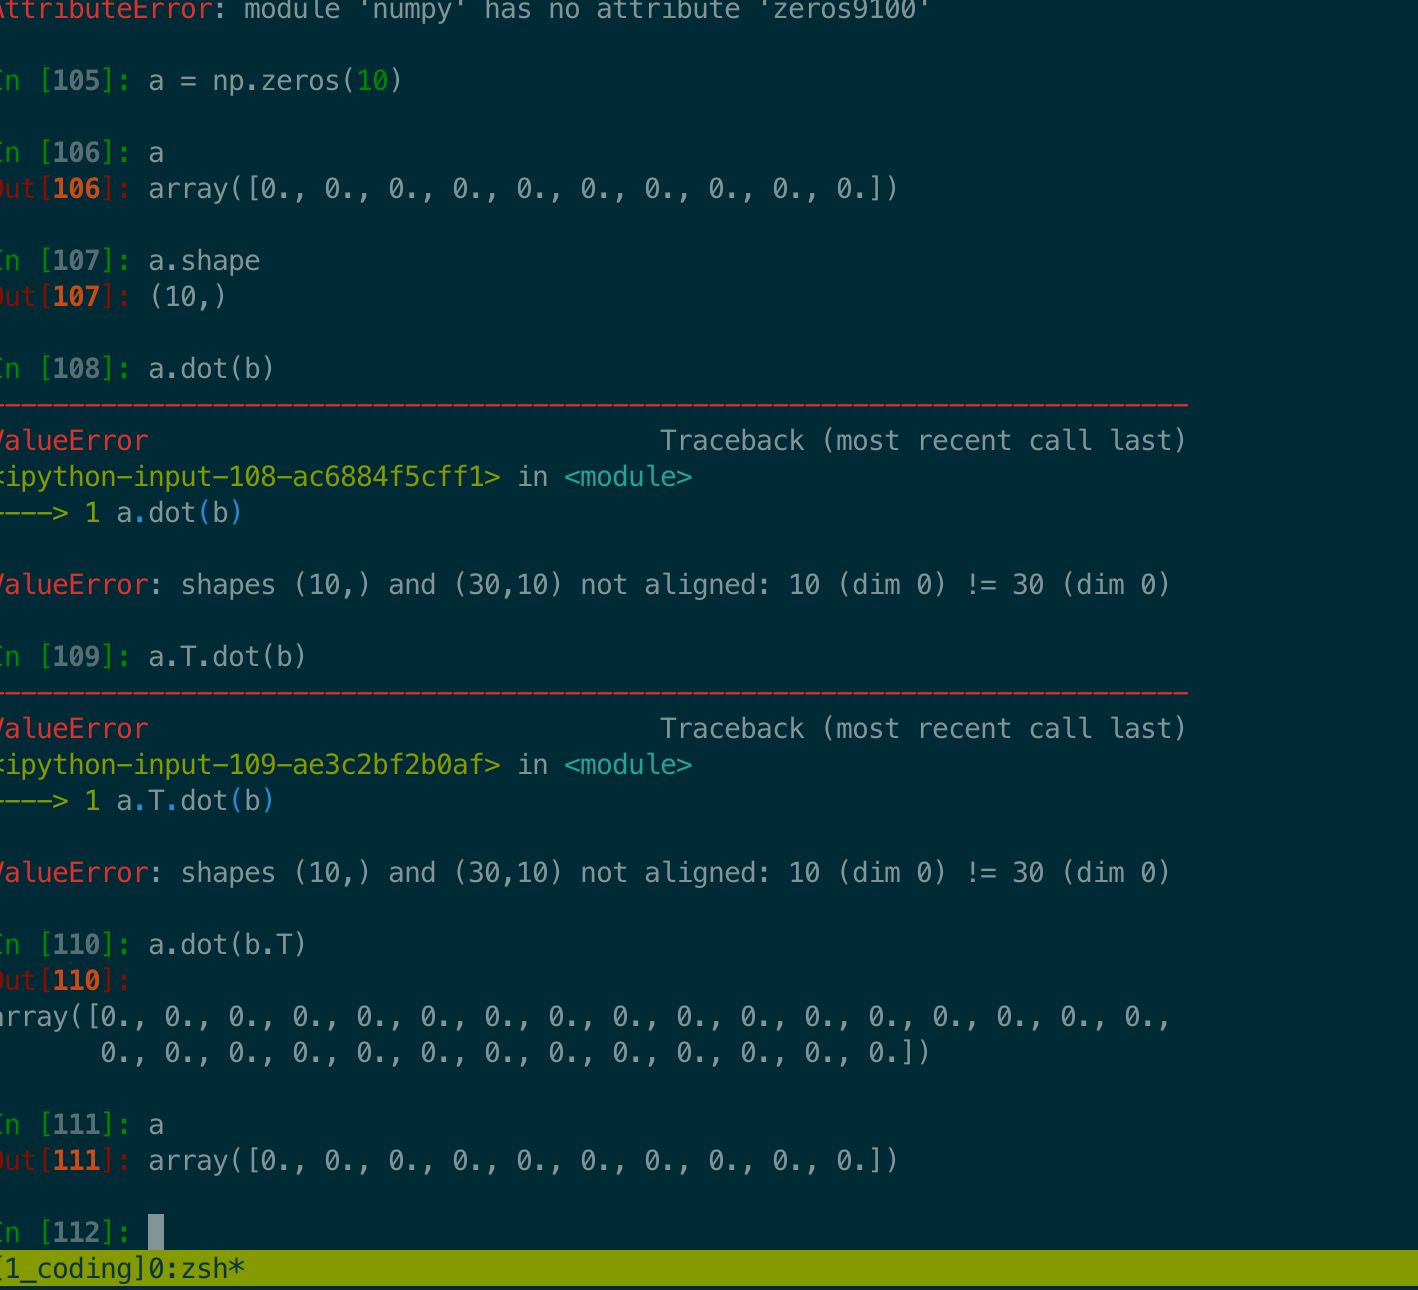 AttributeError: module 'numpy' has no attribute 'zeros9100'
In [105]: a = np.zeros(10)
In [106]: a
Out[106]: array([0., 0., 0., 0., 0., 0., 0., 0., 0., 0.])
In [107]: a.shape
Out[107]: (10,)
In [108]: a.dot(b)
---------------------------------------------------------------------------
ValueError                                Traceback (most recent call last)
<ipython-input-108-ac6884f5cff1> in <module>
----> 1 a.dot(b)
ValueError: shapes (10,) and (30,10) not aligned: 10 (dim 0) != 30 (dim 0)
In [109]: a.T.dot(b)
---------------------------------------------------------------------------
ValueError                                Traceback (most recent call last)
<ipython-input-109-ae3c2bf2b0af> in <module>
----> 1 a.T.dot(b)
ValueError: shapes (10,) and (30,10) not aligned: 10 (dim 0) != 30 (dim 0)
In [110]: a.dot(b.T)
Out[110]:
array([0., 0., 0., 0., 0., 0., 0., 0., 0., 0., 0., 0., 0., 0., 0., 0., 0.,
0., 0., 0., 0., 0., 0., 0., 0., 0., 0., 0., 0., 0.])
In [111]: a
Out[111]: array([0., 0., 0., 0., 0., 0., 0., 0., 0., 0.])
In [112]:
[1_coding]0:zsh*